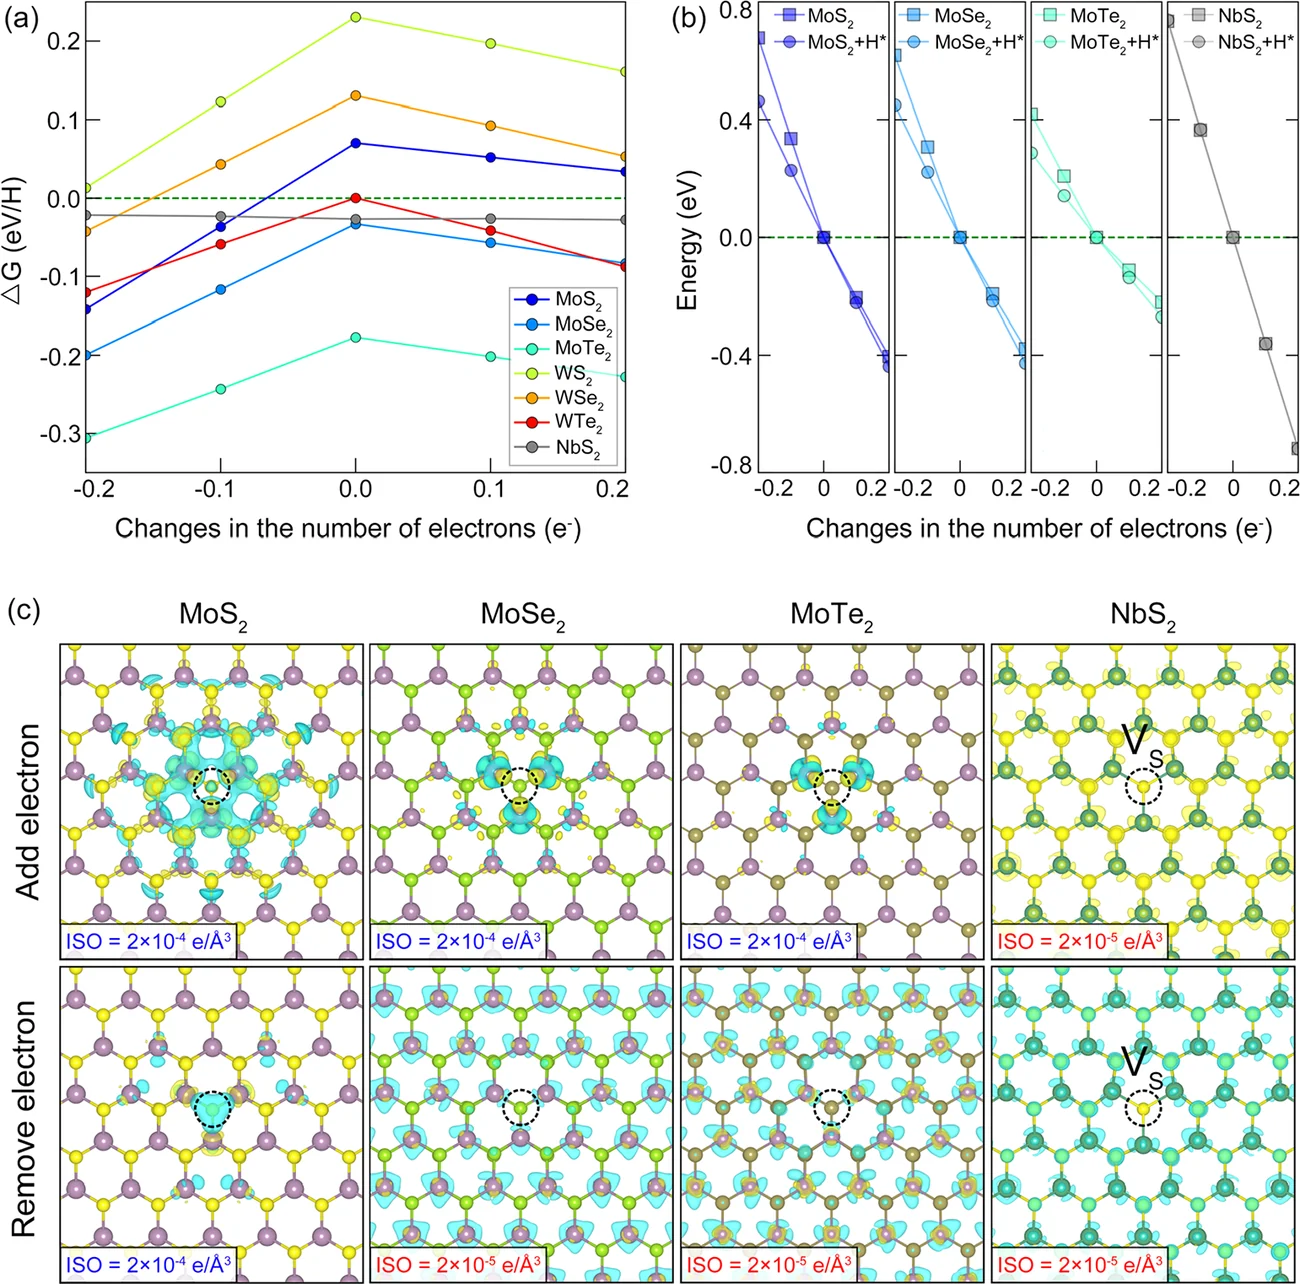 (a)
0.2
0.1
0.0
-0.1
-0.2
-0.3
△G (eV/H)
MoS2
MoSe2
MoTe2
WS2
WSe2
WTe2
NbS2
-0.2 -0.1 0.0 0.1 0.2
Changes in the number of electrons (e-)
(b)
0.8
0.4
0.0
-0.4
-0.8
Energy (eV)
MoS2
MoS2+H*
MoSe2
MoSe2+H*
MoTe2
MoTe2+H*
NbS2
NbS2+H*
-0.2 0 0.2 -0.2 0 0.2 -0.2 0 0.2 -0.2 0 0.2
Changes in the number of electrons (e-)
(c)
MoS2 MoSe2 MoTe2 NbS2
Add electron
VS
ISO = 2×10-4 e/Å3
ISO = 2×10-4 e/Å3
ISO = 2×10-4 e/Å3
ISO = 2×10-5 e/Å3
Remove electron
VS
ISO = 2×10-4 e/Å3
ISO = 2×10-5 e/Å3
ISO = 2×10-5 e/Å3
ISO = 2×10-5 e/Å3